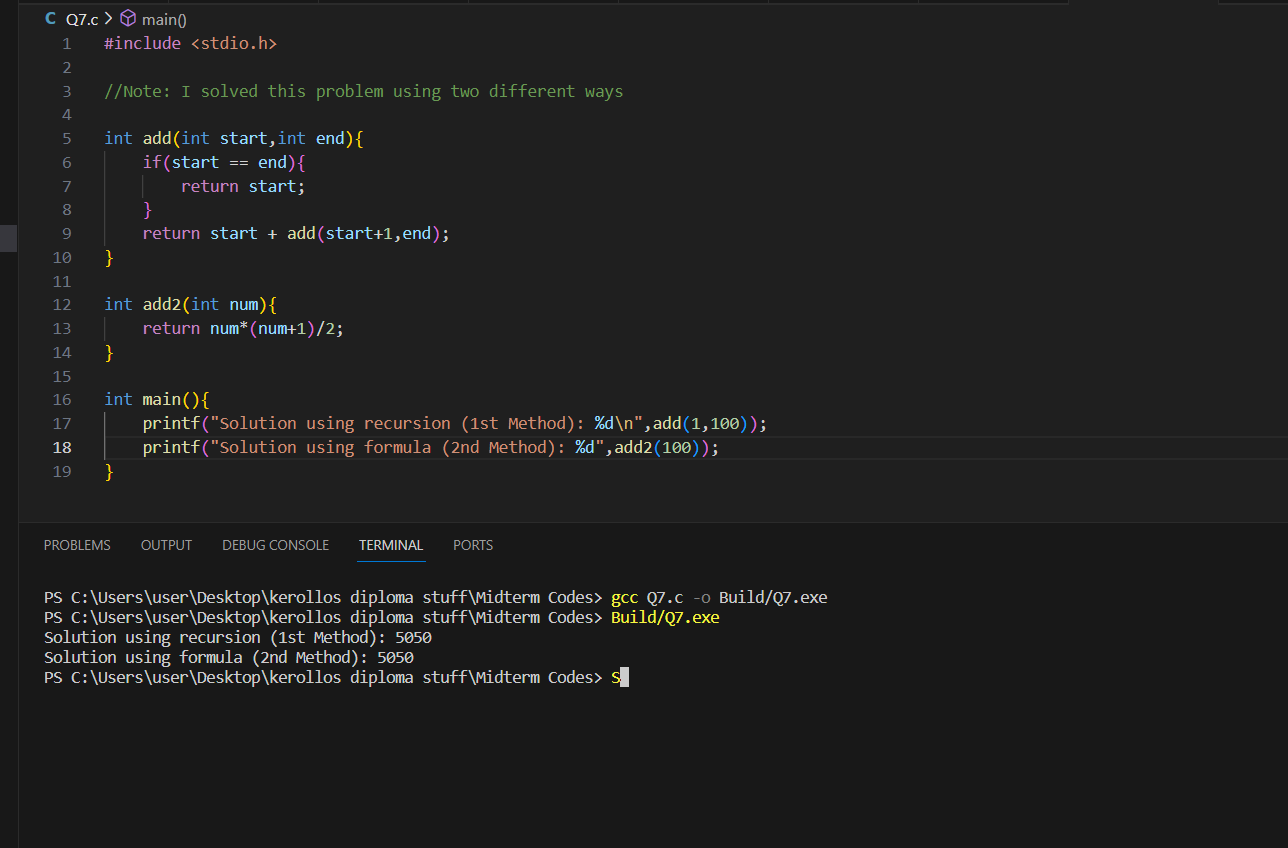 C Q7.c > main()
1 #include <stdio.h>
2
3 //Note: I solved this problem using two different ways
4
5 int add(int start,int end){
6     if(start == end){
7         return start;
8     }
9     return start + add(start+1,end);
10 }
11
12 int add2(int num){
13     return num*(num+1)/2;
14 }
15
16 int main(){
17     printf("Solution using recursion (1st Method): %d\n",add(1,100));
18     printf("Solution using formula (2nd Method): %d",add2(100));
19 }
PROBLEMS OUTPUT DEBUG CONSOLE TERMINAL PORTS
PS C:\Users\user\Desktop\kerollos diploma stuff\Midterm Codes> gcc Q7.c -o Build/Q7.exe
PS C:\Users\user\Desktop\kerollos diploma stuff\Midterm Codes> Build/Q7.exe
Solution using recursion (1st Method): 5050
Solution using formula (2nd Method): 5050
PS C:\Users\user\Desktop\kerollos diploma stuff\Midterm Codes> S